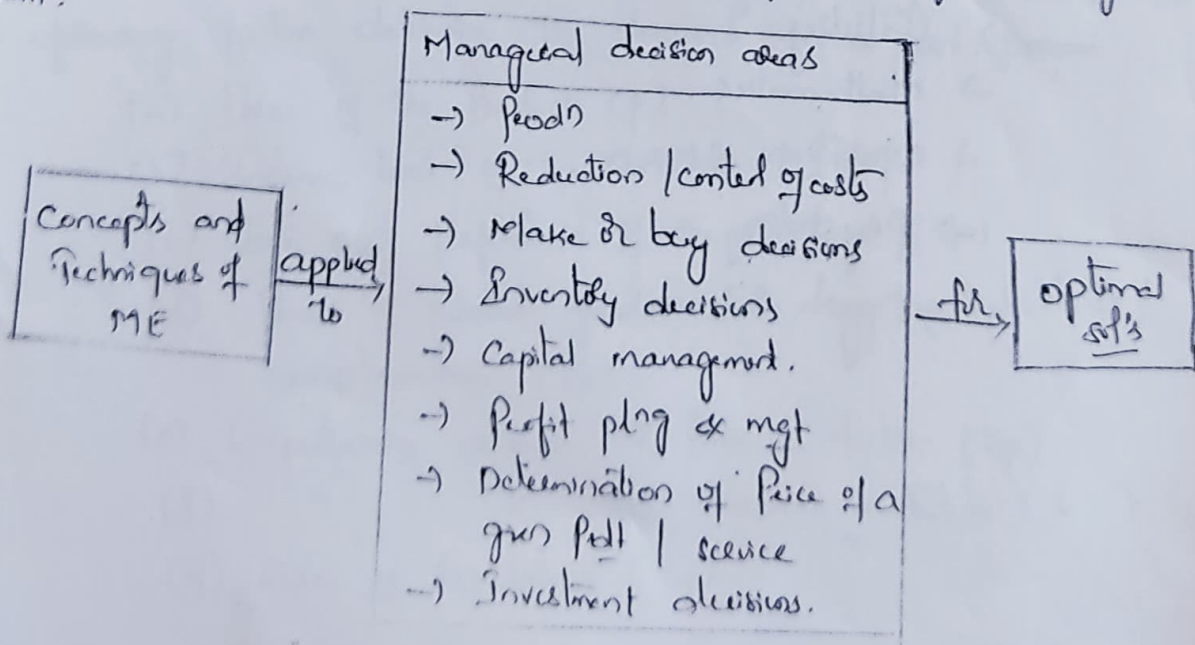 Concepts and
Techniques of
ME
applied
to
Managerial decision areas
→ Prodn
→ Reduction / control of costs
→ Make or buy decisions
→ Inventory decisions
→ Capital management.
→ Profit plng & mgt
→ Determination of Price of a
given Pdt / service
→ Investment decisions.
for
optimal
sol's